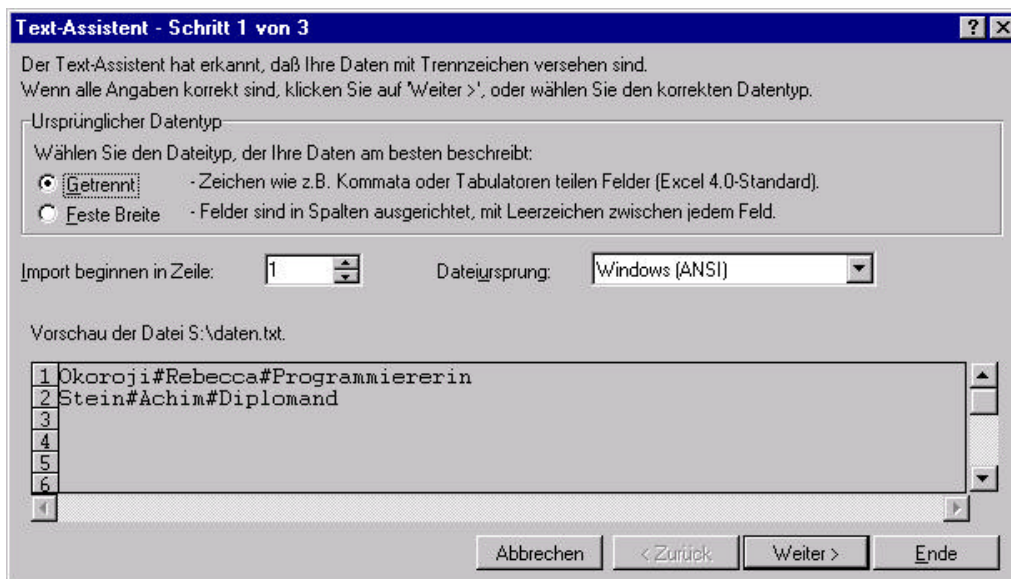 Text-Assistent - Schritt 1 von 3
Der Text-Assistent hat erkannt, daß Ihre Daten mit Trennzeichen versehen sind.
Wenn alle Angaben korrekt sind, klicken Sie auf 'Weiter >', oder wählen Sie den korrekten Datentyp.
Ursprünglicher Datentyp
Wählen Sie den Dateityp, der Ihre Daten am besten beschreibt:
Getrennt - Zeichen wie z.B. Kommata oder Tabulatoren teilen Felder (Excel 4.0-Standard).
Feste Breite - Felder sind in Spalten ausgerichtet, mit Leerzeichen zwischen jedem Feld.
Import beginnen in Zeile: 1 Dateiursprung: Windows (ANSI)
Vorschau der Datei S:\daten.txt.
1 Okoroji#Rebecca#Programmiererin
2 Stein#Achim#Diplomand
3
4
5
6
Abbrechen < Zurück Weiter > Ende